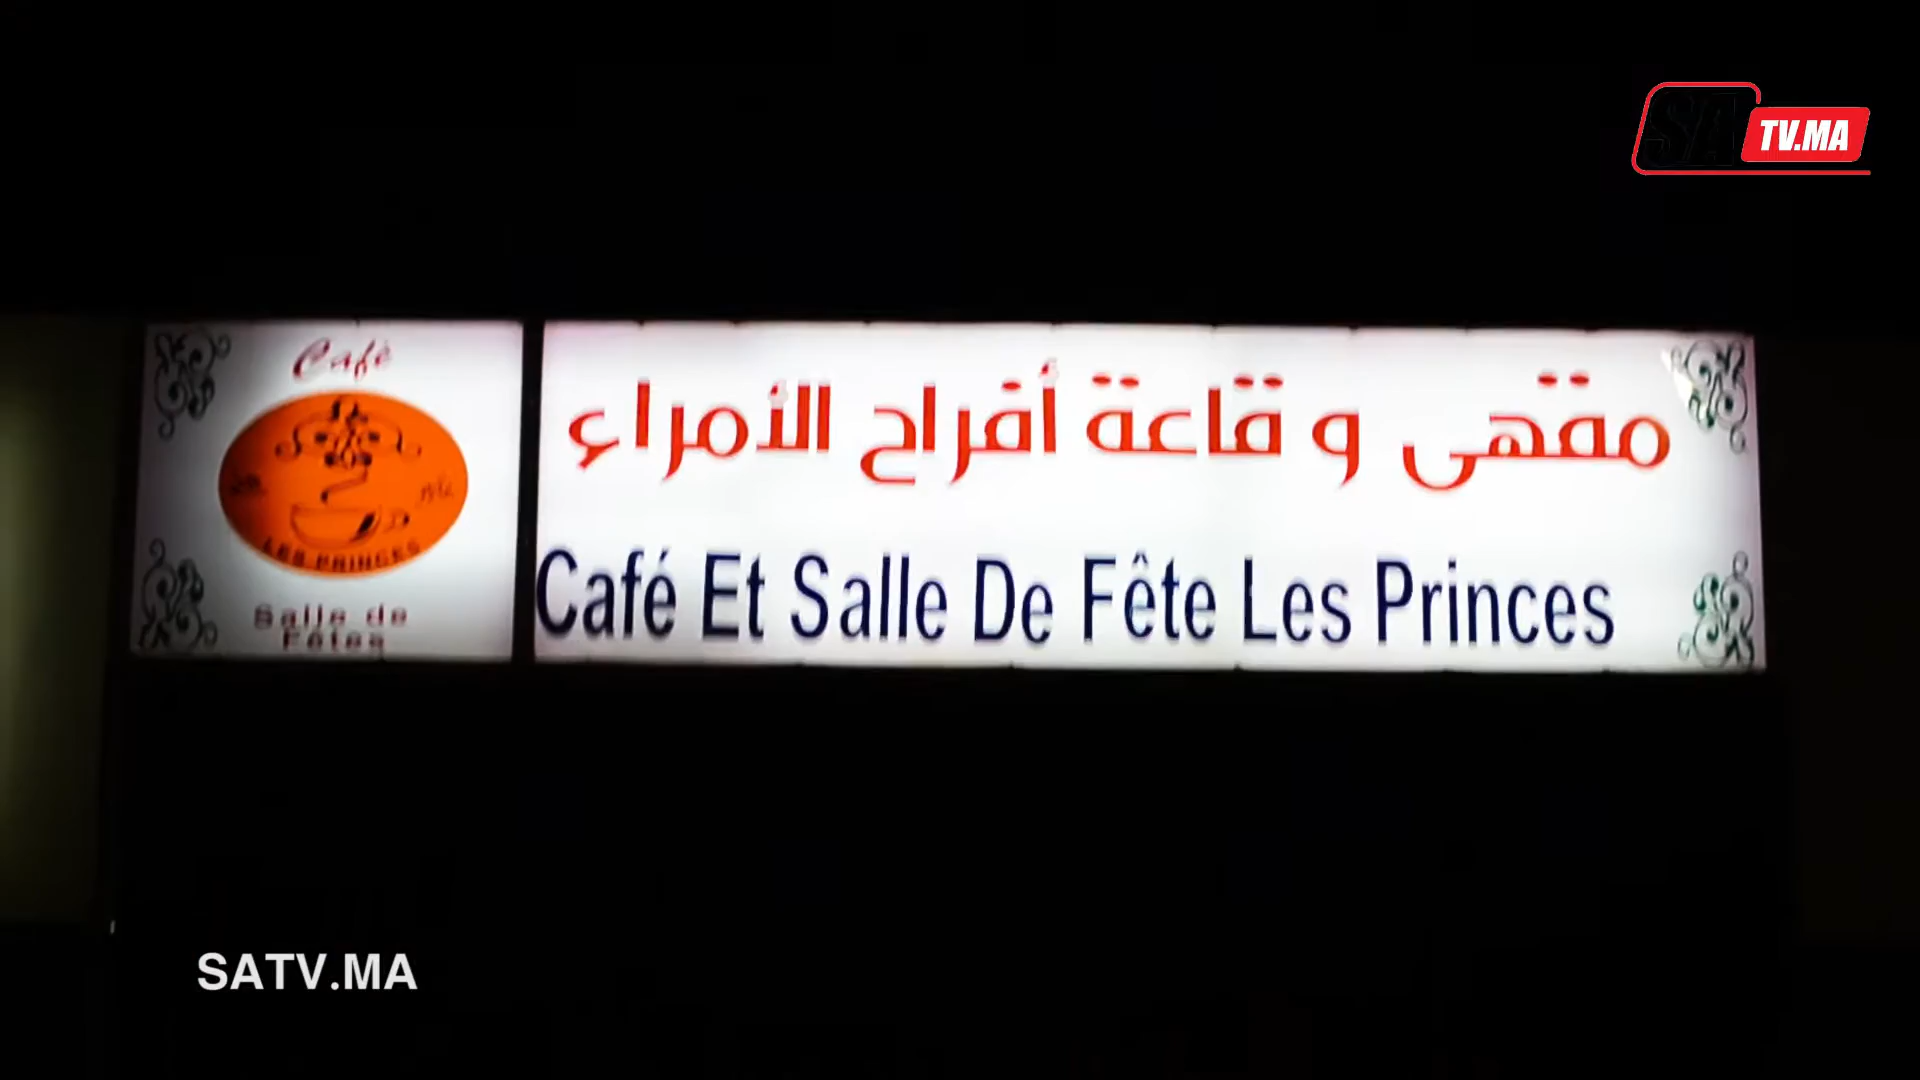 TV.MA
Café
LES PRINCES
Salle de
Fêtes
مقهى و قاعة أفراح الأمراء
Café Et Salle De Fête Les Princes
SATV.MA